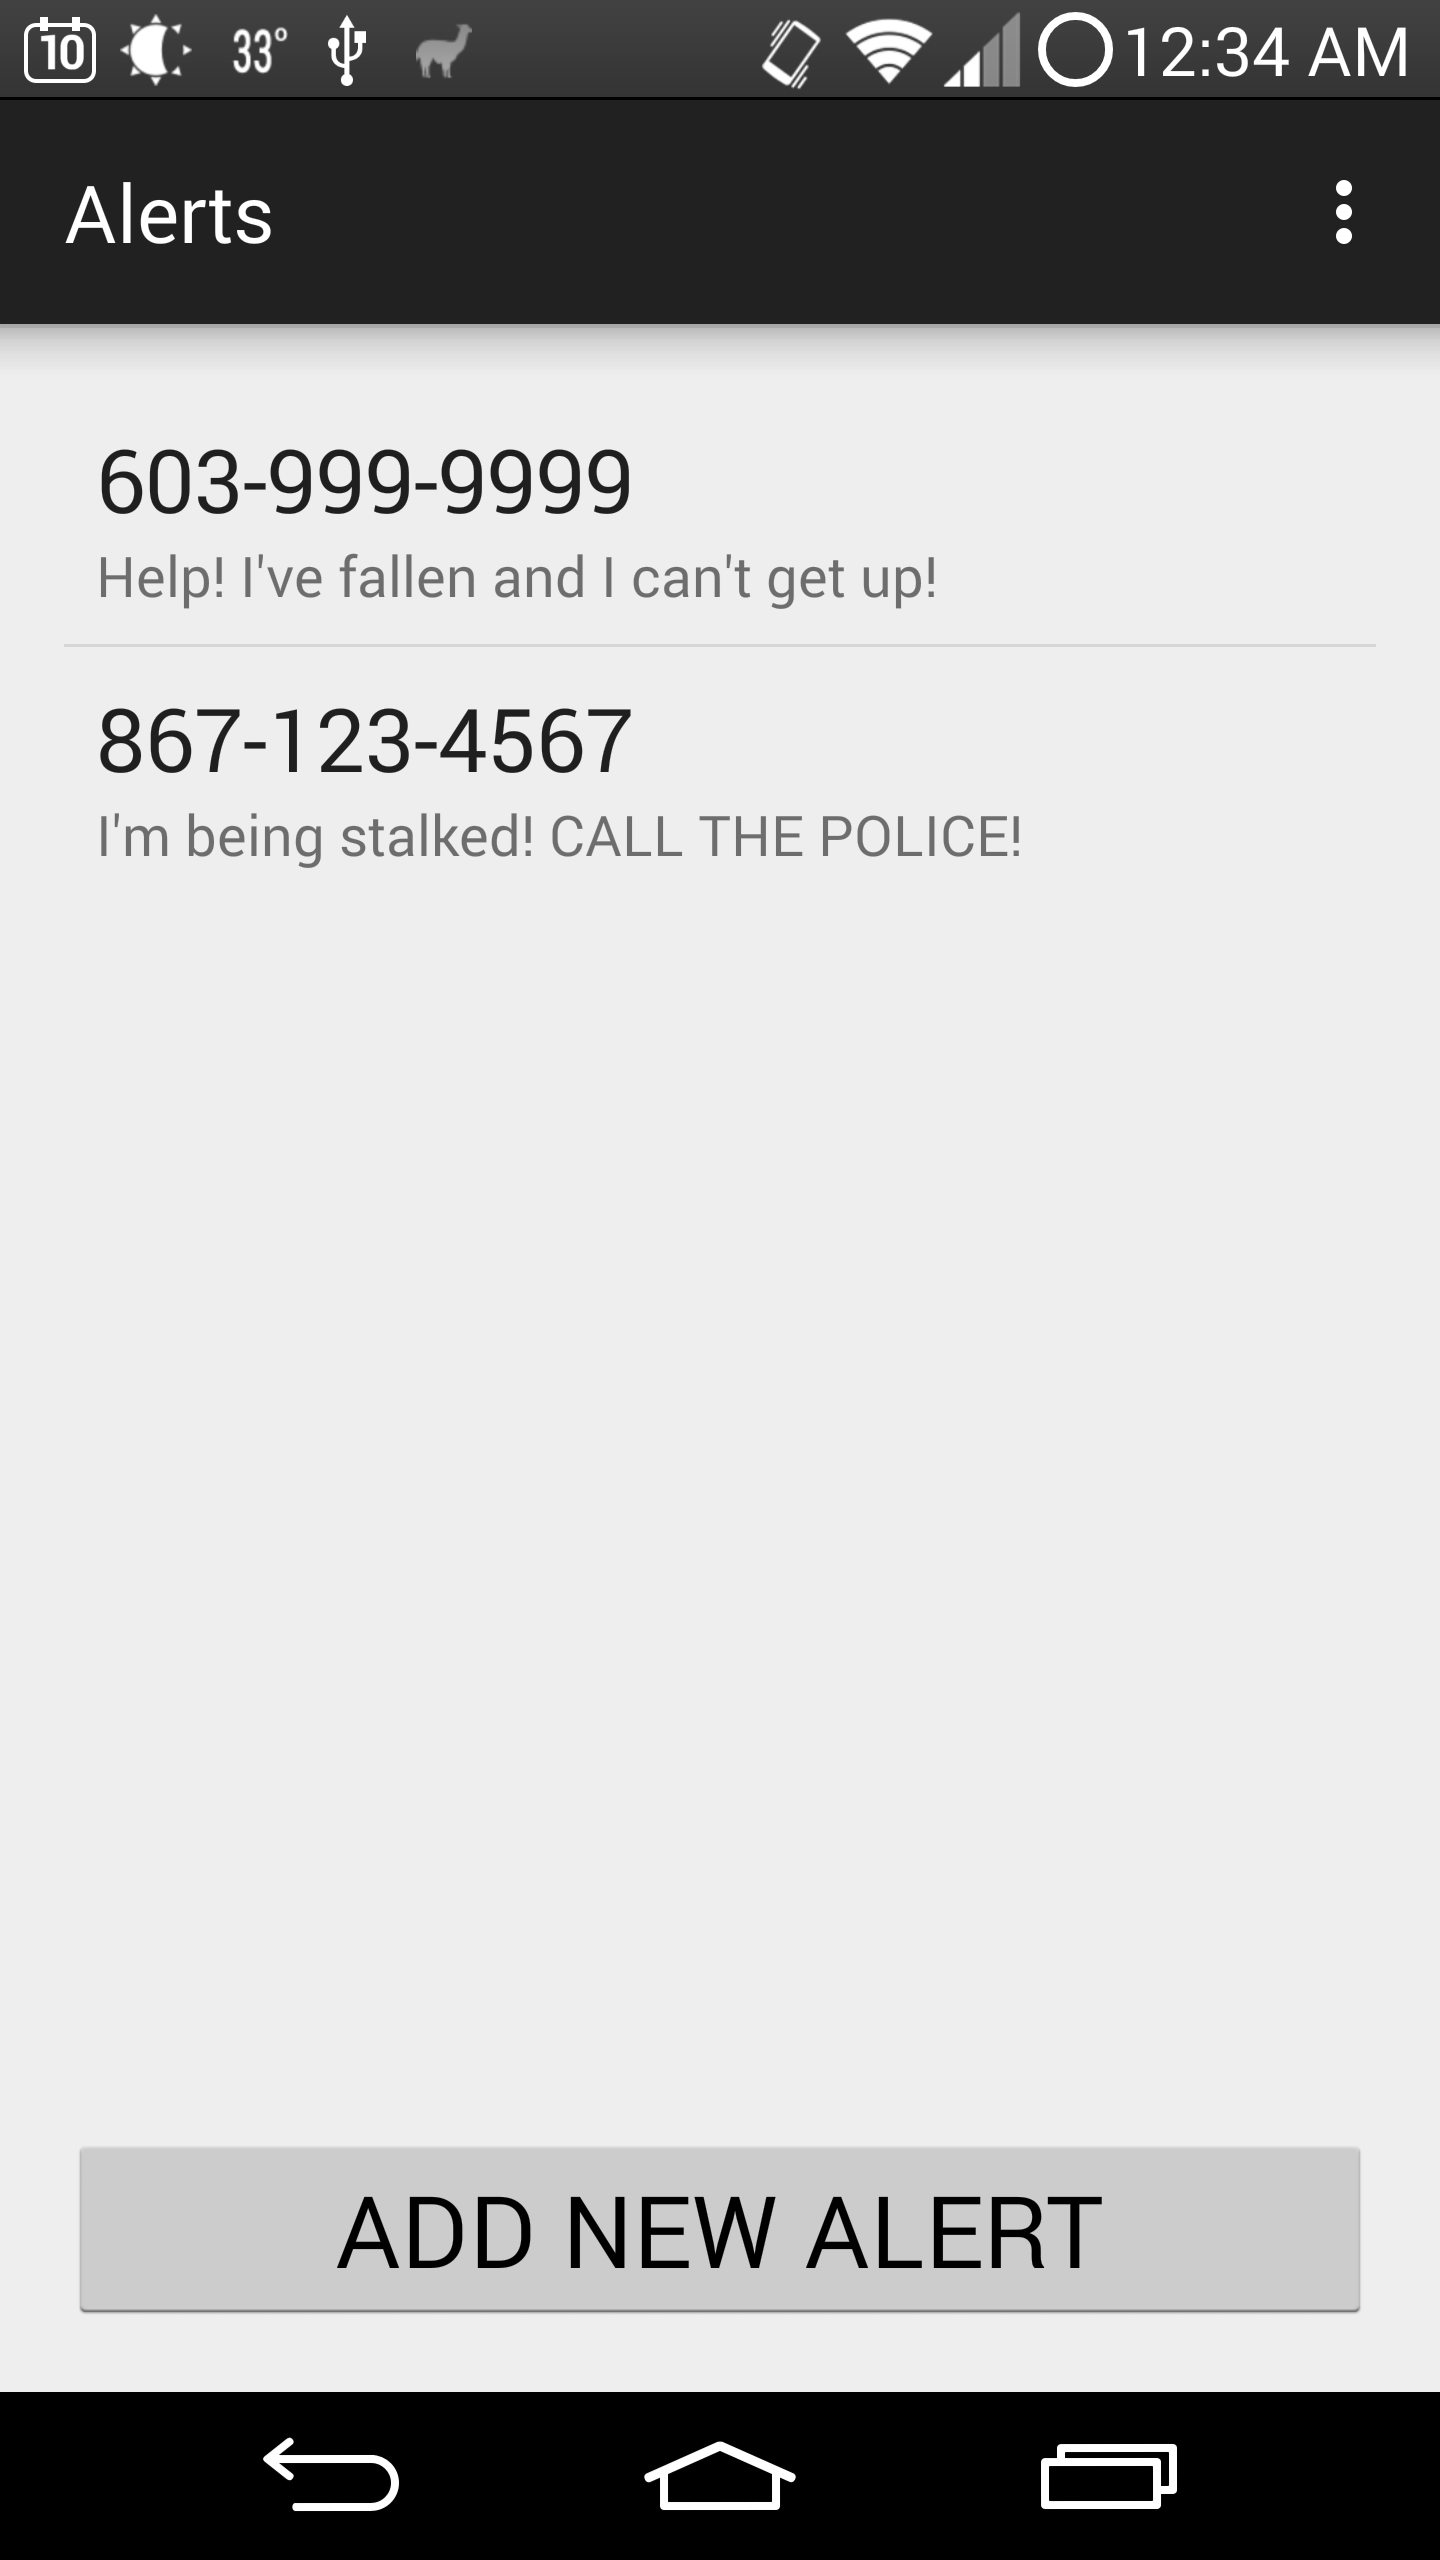 10 33° 12:34 AM
Alerts
603-999-9999
Help! I've fallen and I can't get up!
867-123-4567
I'm being stalked! CALL THE POLICE!
ADD NEW ALERT